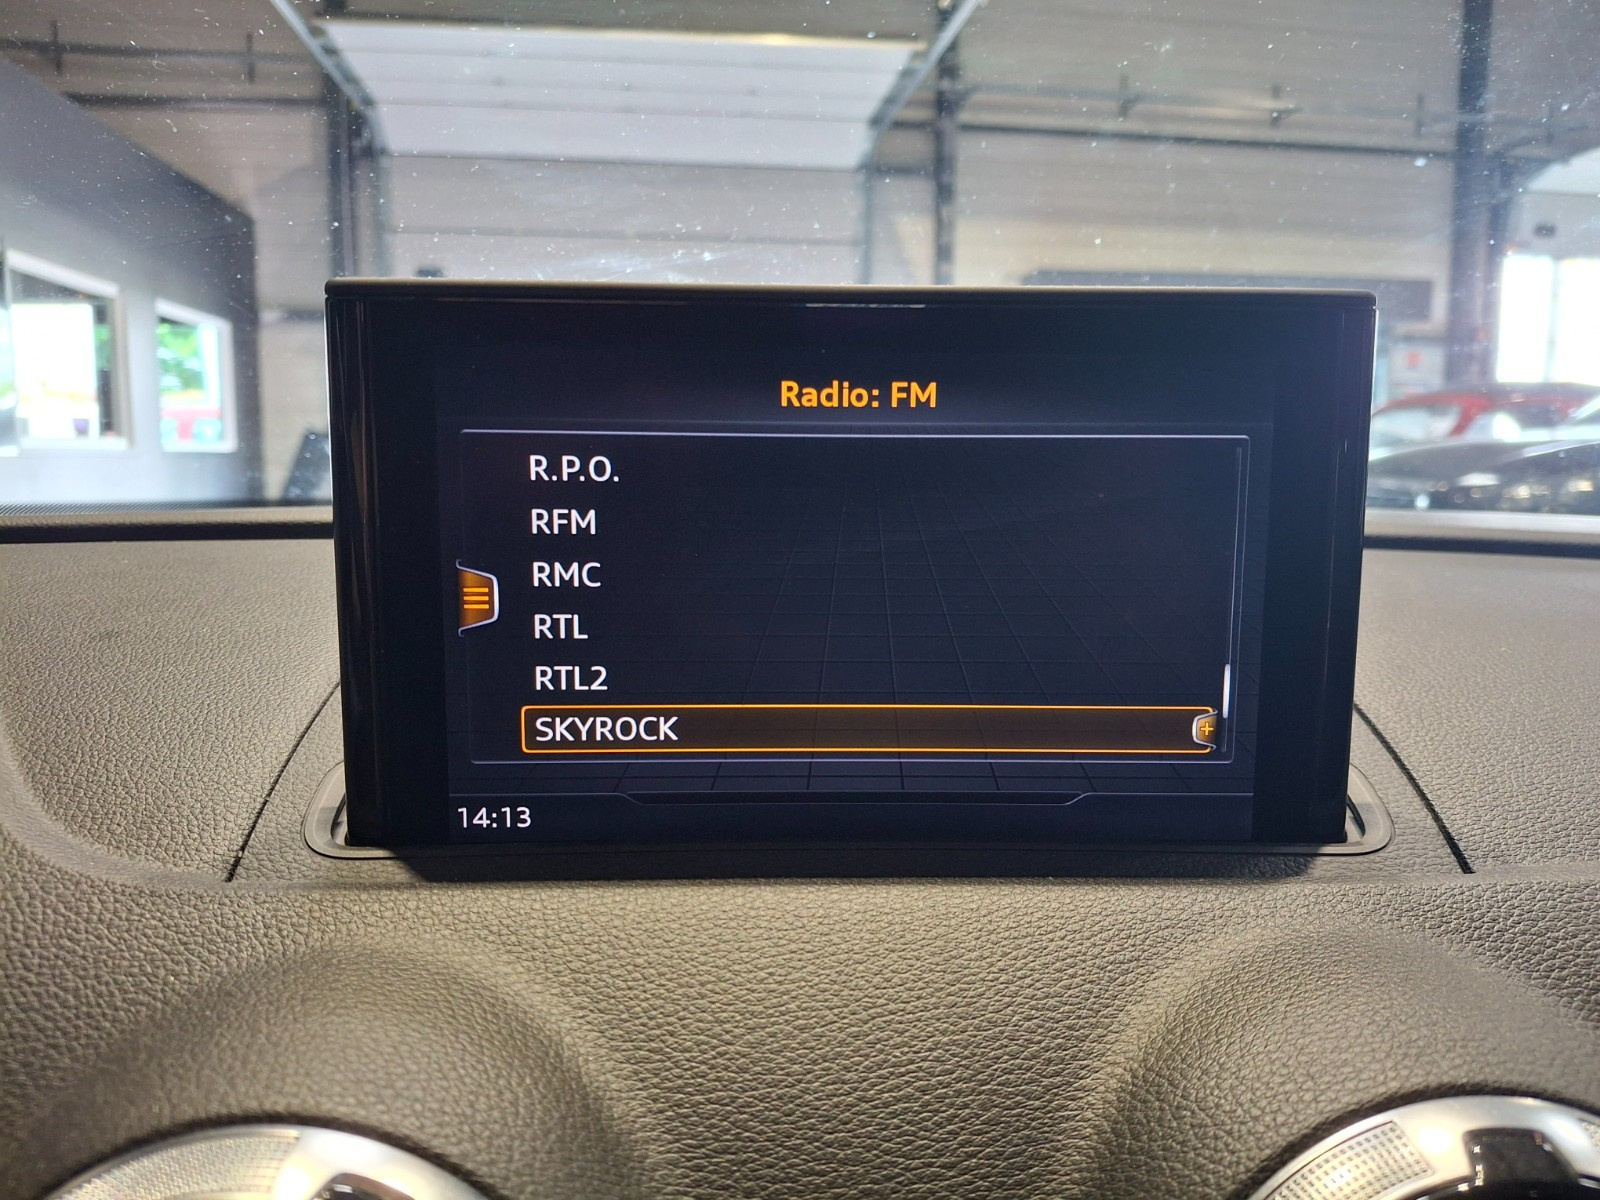 Radio: FM
R.P.O.
RFM
RMC
RTL
RTL2
SKYROCK
14:13